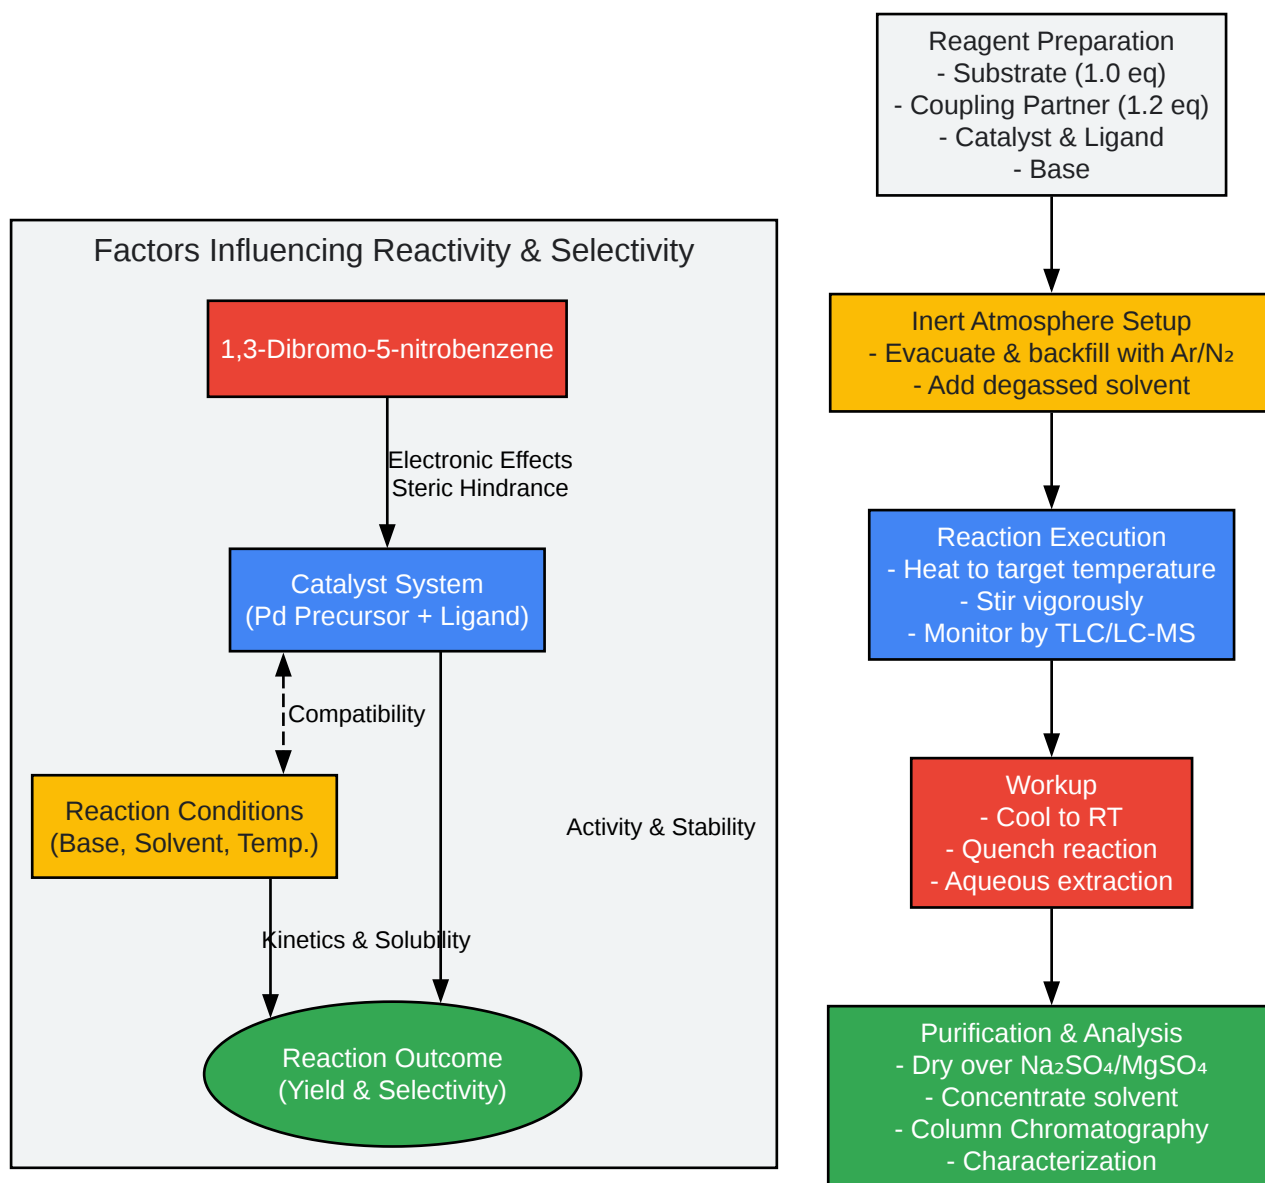 Factors Influencing Reactivity & Selectivity
1,3-Dibromo-5-nitrobenzene
Electronic Effects
Steric Hindrance
Catalyst System
(Pd Precursor + Ligand)
Compatibility
Reaction Conditions
(Base, Solvent, Temp.)
Activity & Stability
Kinetics & Solubility
Reaction Outcome
(Yield & Selectivity)
Reagent Preparation
- Substrate (1.0 eq)
- Coupling Partner (1.2 eq)
- Catalyst & Ligand
- Base
Inert Atmosphere Setup
- Evacuate & backfill with Ar/N₂
- Add degassed solvent
Reaction Execution
- Heat to target temperature
- Stir vigorously
- Monitor by TLC/LC-MS
Workup
- Cool to RT
- Quench reaction
- Aqueous extraction
Purification & Analysis
- Dry over Na₂SO₄/MgSO₄
- Concentrate solvent
- Column Chromatography
- Characterization